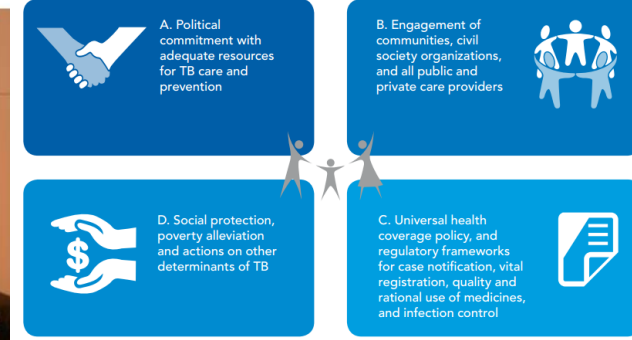 A. Political
commitment with
adequate resources
for TB care and
prevention
B. Engagement of
communities, civil
society organizations,
and all public and
private care providers
D. Social protection,
poverty alleviation
and actions on other
determinants of TB
$
C. Universal health
coverage policy, and
regulatory frameworks
for case notification, vital
registration, quality and
rational use of medicines,
and infection control